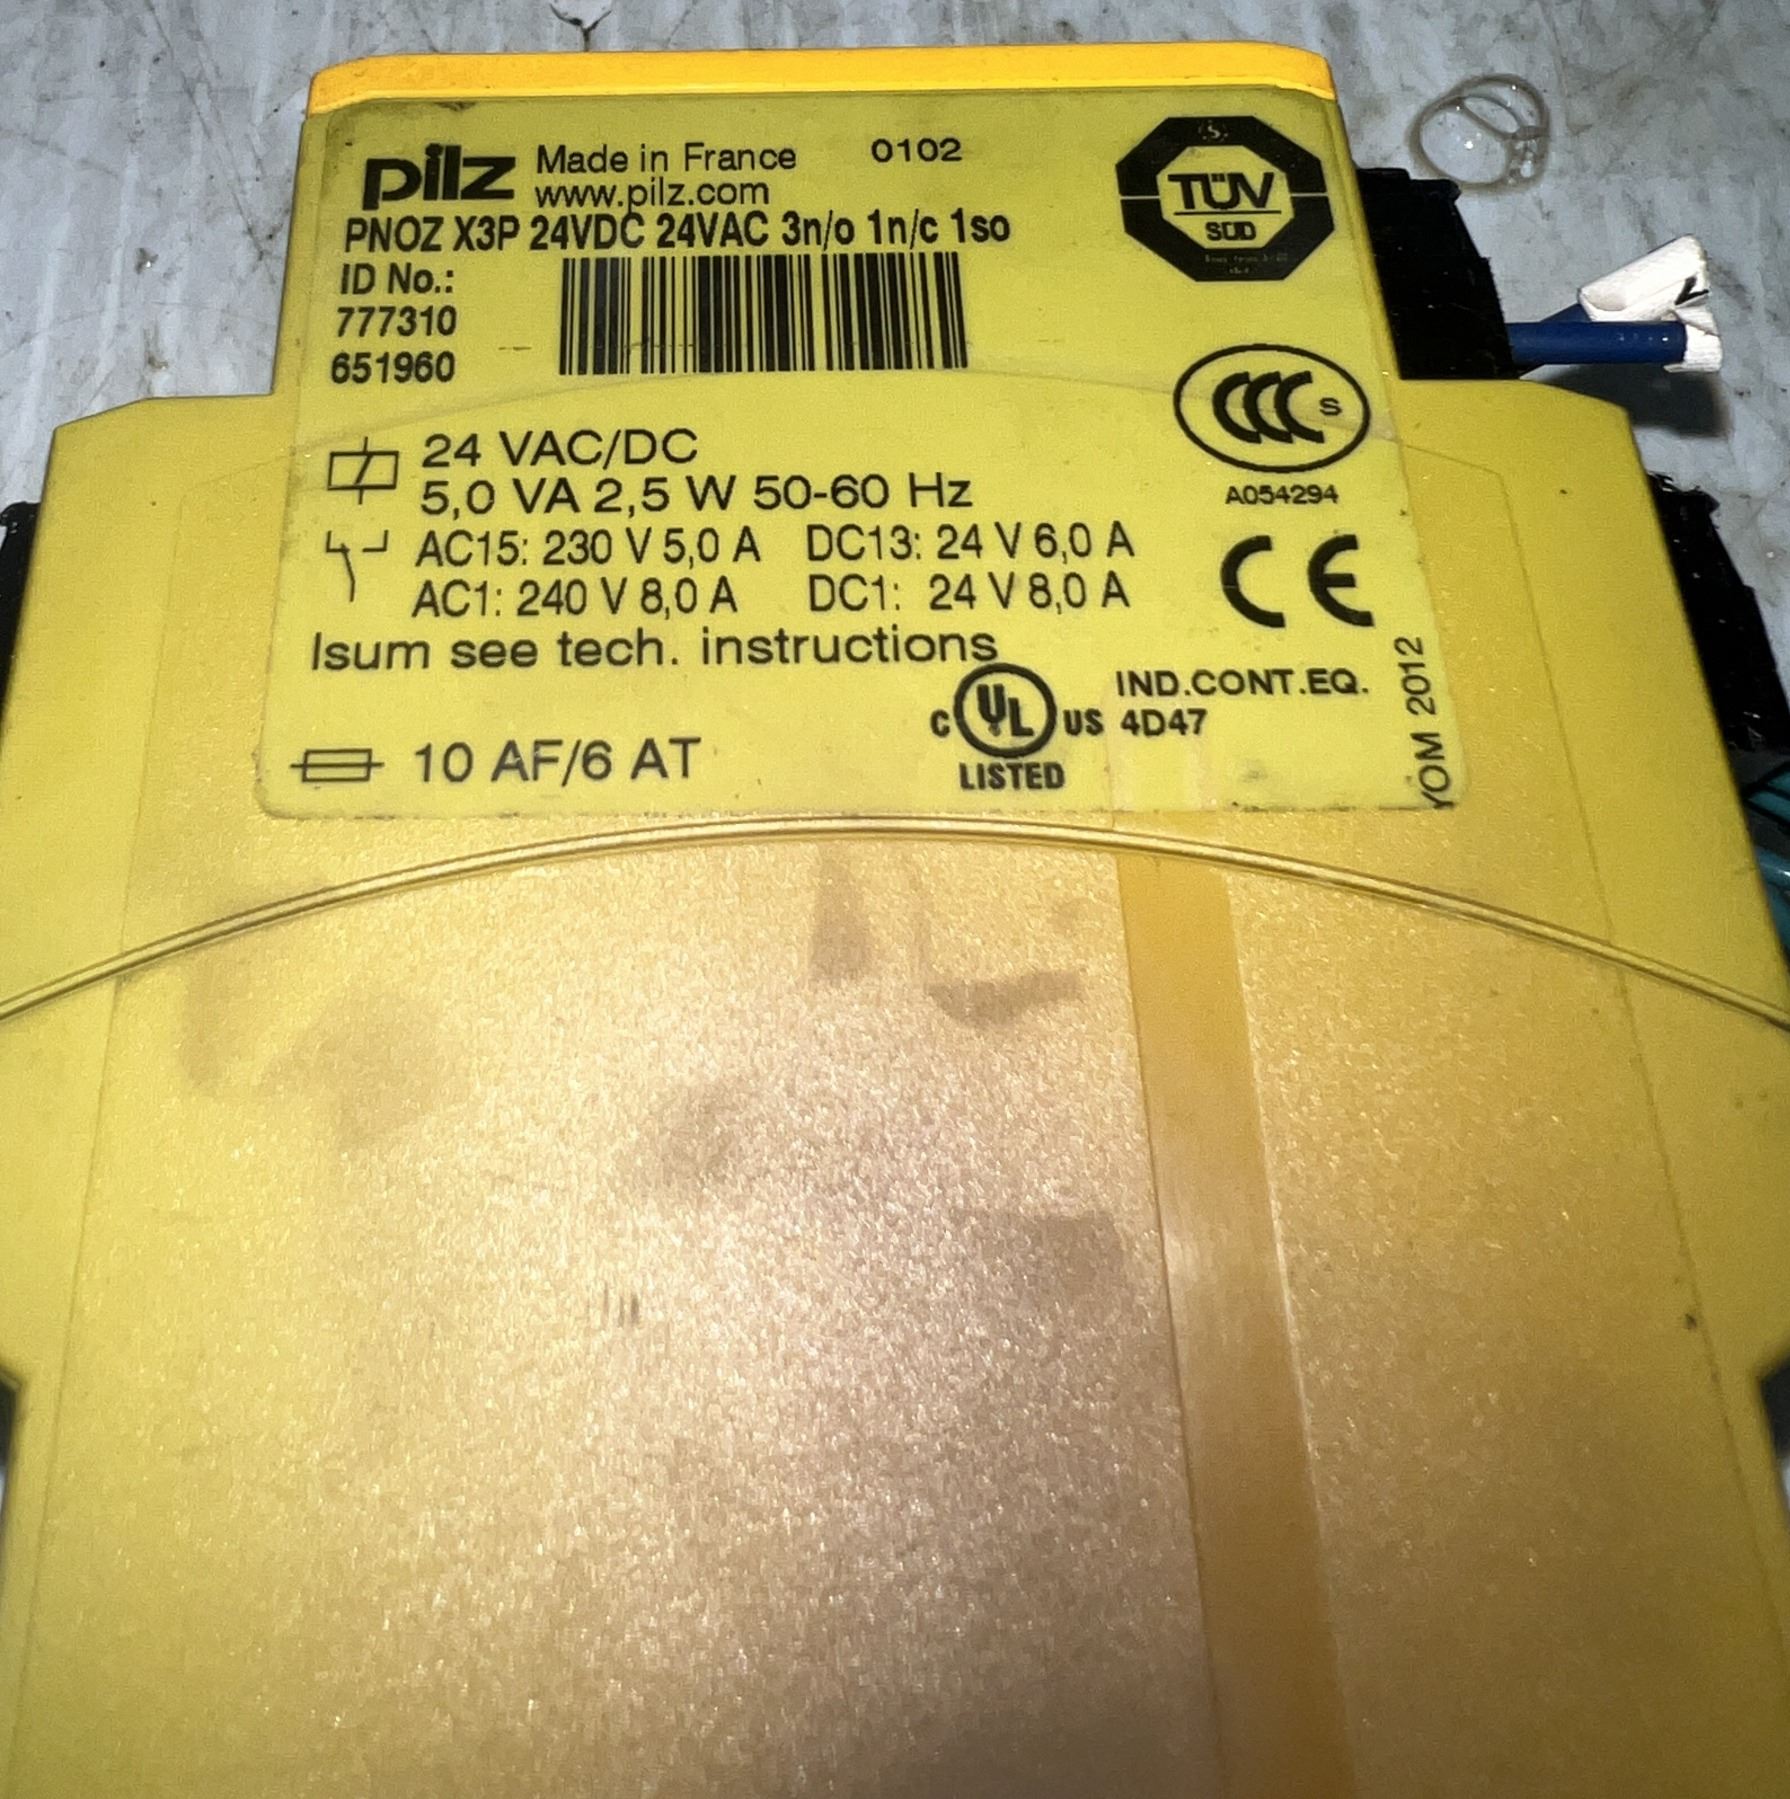 pilz Made in France 0102
www.pilz.com
PNOZ X3P 24VDC 24VAC 3n/o 1n/c 1so
ID No.:
777310
651960
TÜV
SÜD
CCC S
A054294
24 VAC/DC
5,0 VA 2,5 W 50-60 Hz
AC15: 230 V 5,0 A DC13: 24 V 6,0 A
AC1: 240 V 8,0 A DC1: 24 V 8,0 A
CE
Isum see tech. instructions
C UL US IND.CONT.EQ.
4D47
LISTED
10 AF/6 AT
YOM 2012